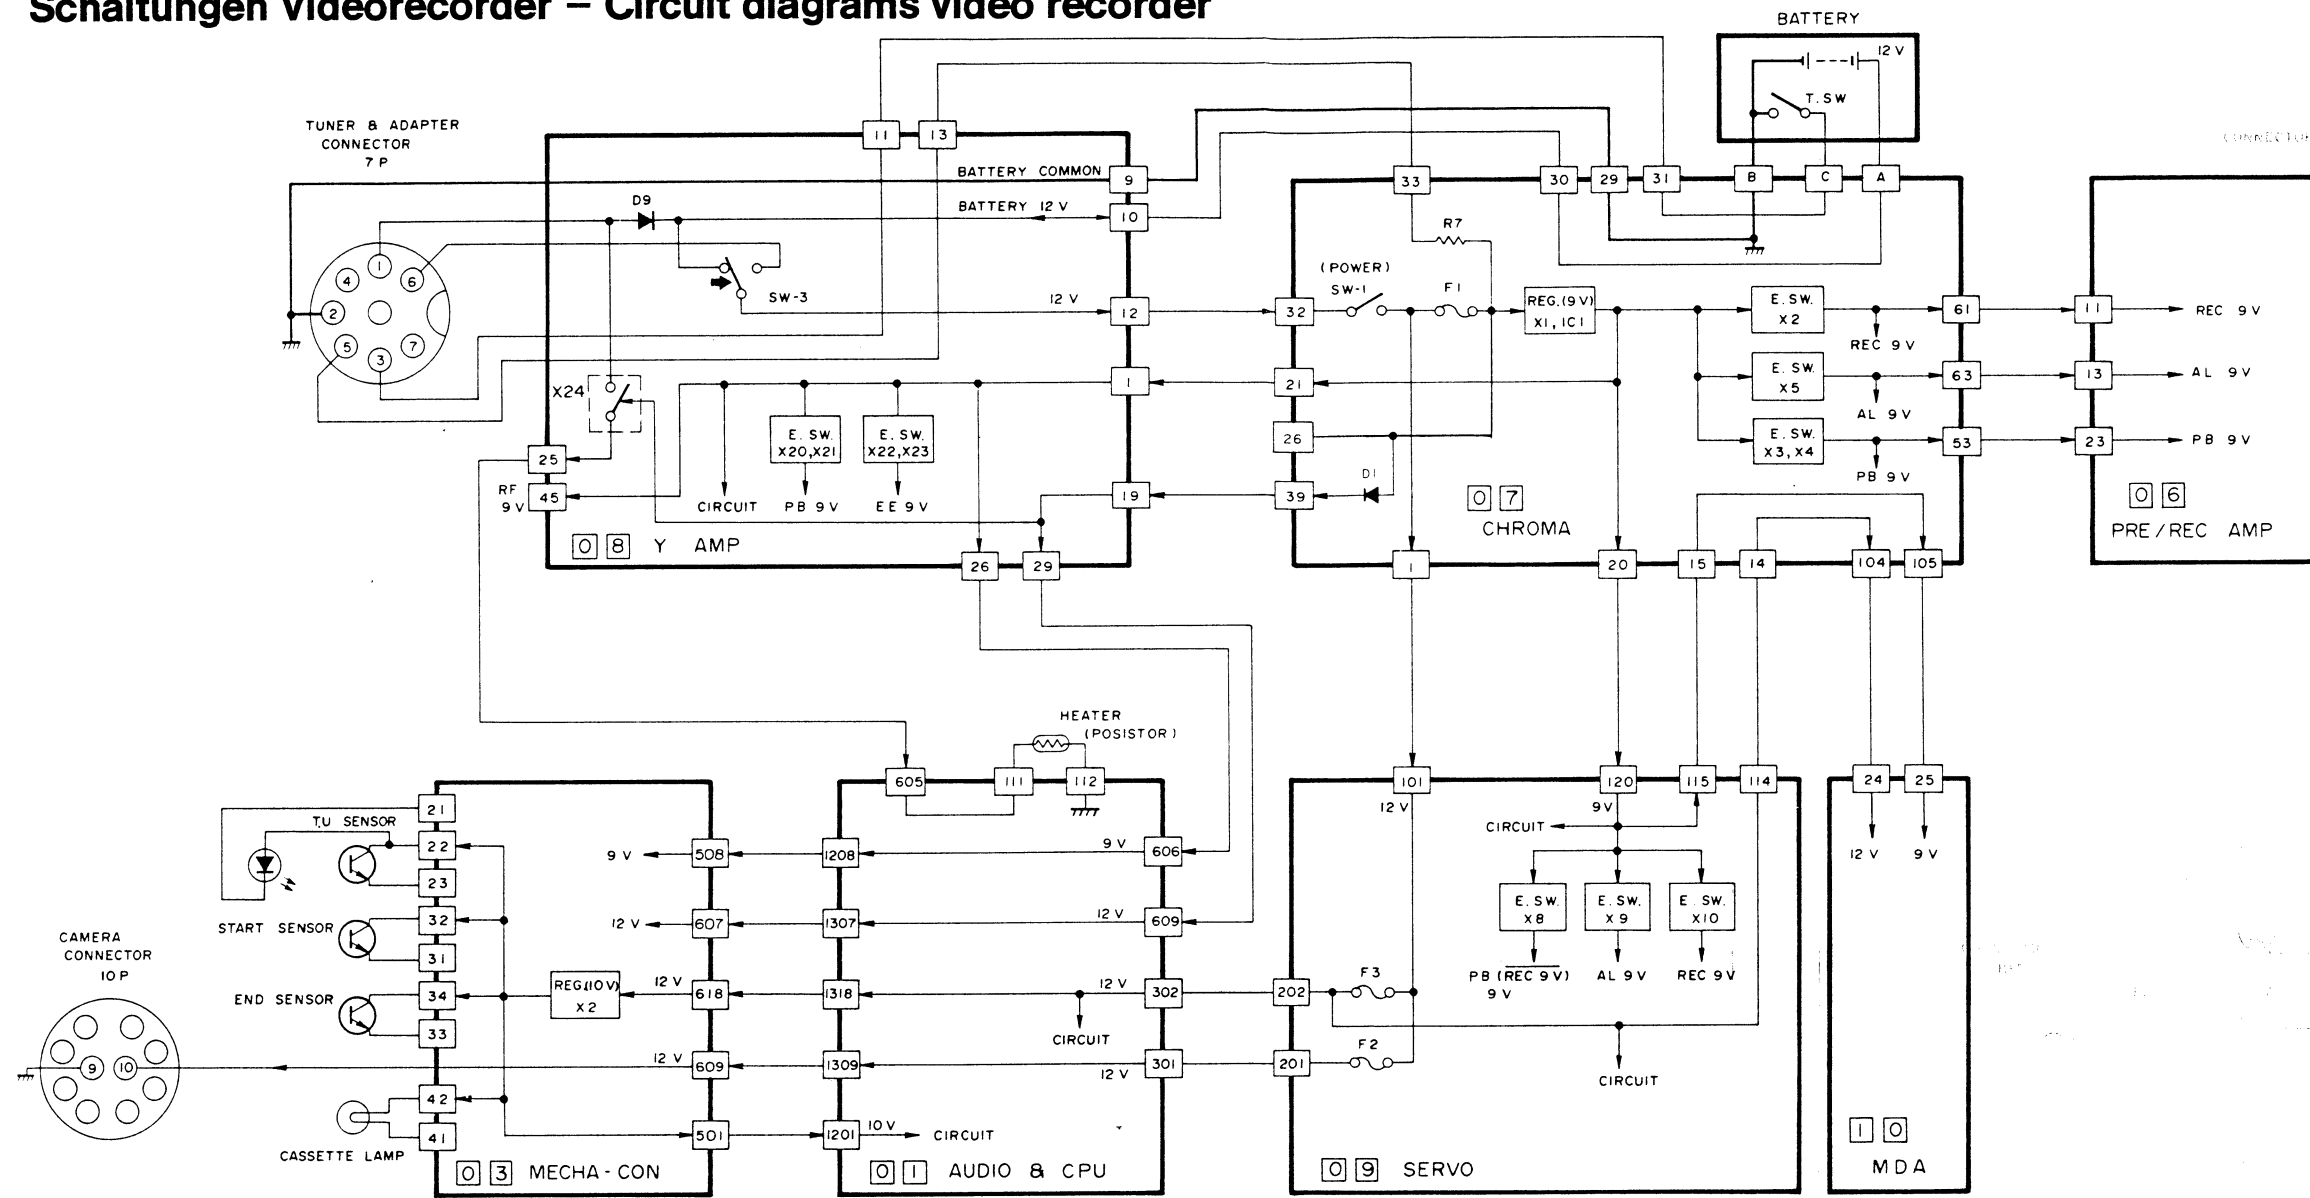 Schaltungen Videorecorder – Circuit diagrams video recorder
BATTERY
12 V
T. SW
TUNER & ADAPTER
CONNECTOR
7 P
11
13
BATTERY COMMON
9
BATTERY 12 V
10
D9
1
4
6
2
5
3
7
SW-3
12 V
12
X24
1
25
RF
9 V
45
CIRCUIT
E. SW.
X20,X21
PB 9 V
E. SW.
X22,X23
EE 9 V
19
0 8 Y AMP
26
29
33
30
29
31
B
C
A
R7
(POWER)
SW-1
F1
32
REG.(9 V)
X1, IC1
E. SW.
X2
REC 9 V
61
21
E. SW.
X5
AL 9 V
63
26
E. SW.
X3, X4
PB 9 V
53
D1
39
0 7
CHROMA
1
20
15
14
104
105
11
REC 9 V
13
AL 9 V
23
PB 9 V
0 6
PRE/REC AMP
HEATER
(POSISTOR)
605
111
112
21
T.U SENSOR
22
23
START SENSOR
32
31
END SENSOR
34
33
CAMERA
CONNECTOR
10 P
9
10
42
41
CASSETTE LAMP
9 V
508
12 V
607
REG.(10V)
X2
12 V
618
12 V
609
501
0 3 MECHA-CON
1208
9 V
606
1307
12 V
609
1318
12 V
302
CIRCUIT
1309
12 V
301
1201
10 V
CIRCUIT
0 1 AUDIO & CPU
101
12 V
120
9 V
115
114
CIRCUIT
E. SW.
X8
E. SW.
X9
E. SW.
X10
PB (REC 9 V)
9 V
AL 9 V
REC 9 V
202
F3
201
F2
CIRCUIT
0 9 SERVO
24
25
12 V
9 V
1 0
MDA